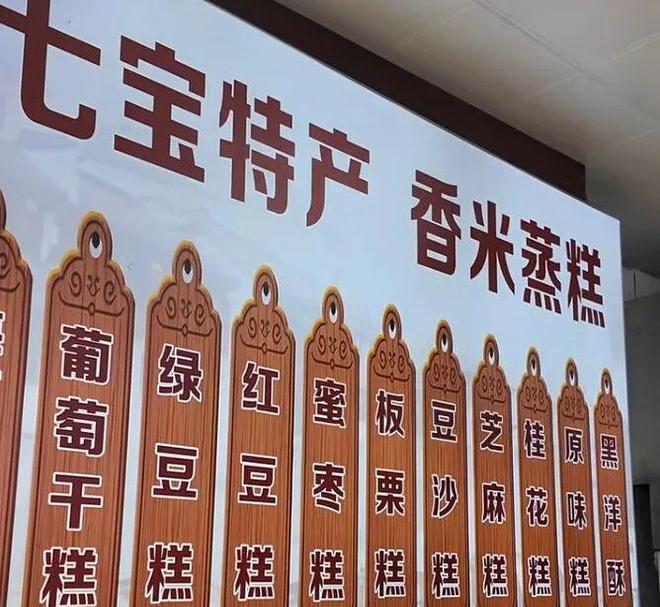 七宝特产 香米蒸糕
葡萄干糕
绿豆糕
红豆糕
蜜枣糕
板栗糕
豆沙糕
芝麻糕
桂花糕
原味糕
黑洋酥